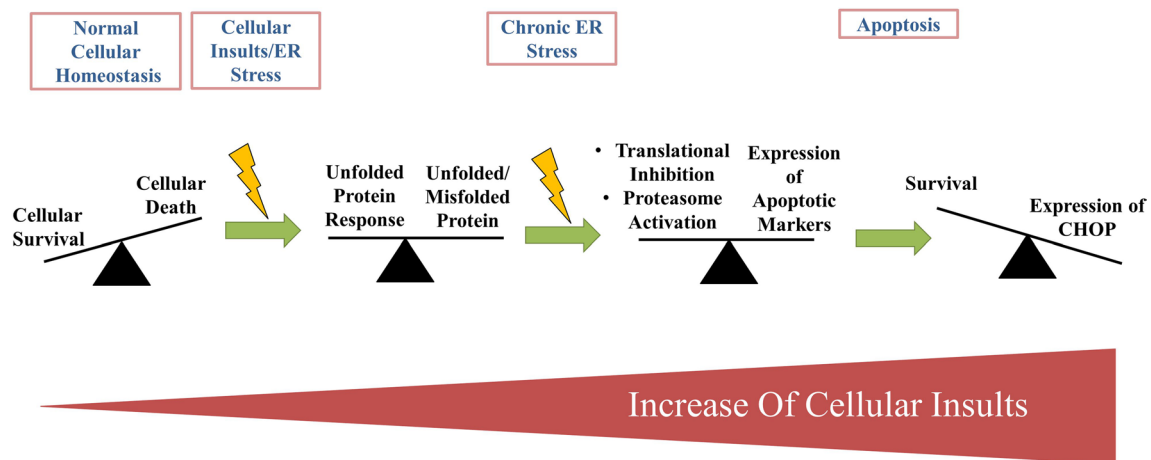 Normal
Cellular
Homeostasis
Cellular
Insults/ER
Stress
Chronic ER
Stress
Apoptosis
Cellular
Survival
Cellular
Death
Unfolded
Protein
Response
Unfolded/
Misfolded
Protein
• Translational
Inhibition
• Proteasome
Activation
Expression
of
Apoptotic
Markers
Survival
Expression of
CHOP
Increase Of Cellular Insults